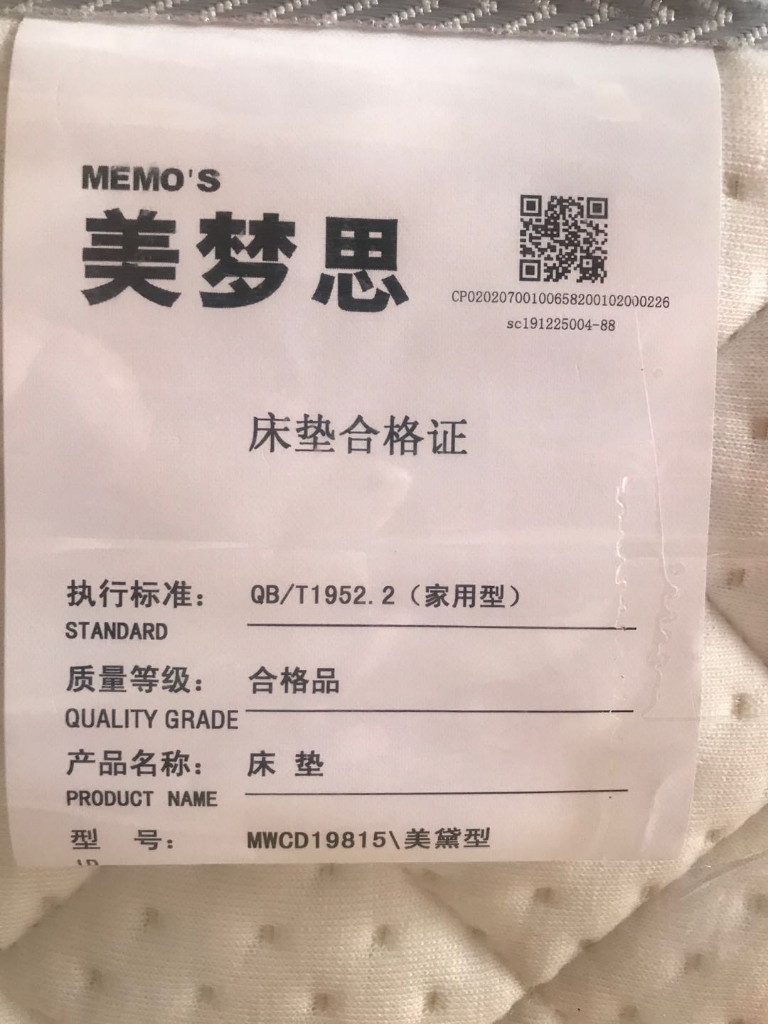 MEMO'S
美梦思
CP02020700100658200102000226
sc191225004-88
床垫合格证
执行标准： QB/T1952.2（家用型）
STANDARD
质量等级： 合格品
QUALITY GRADE
产品名称： 床 垫
PRODUCT NAME
型 号： MWCD19815\美黛型